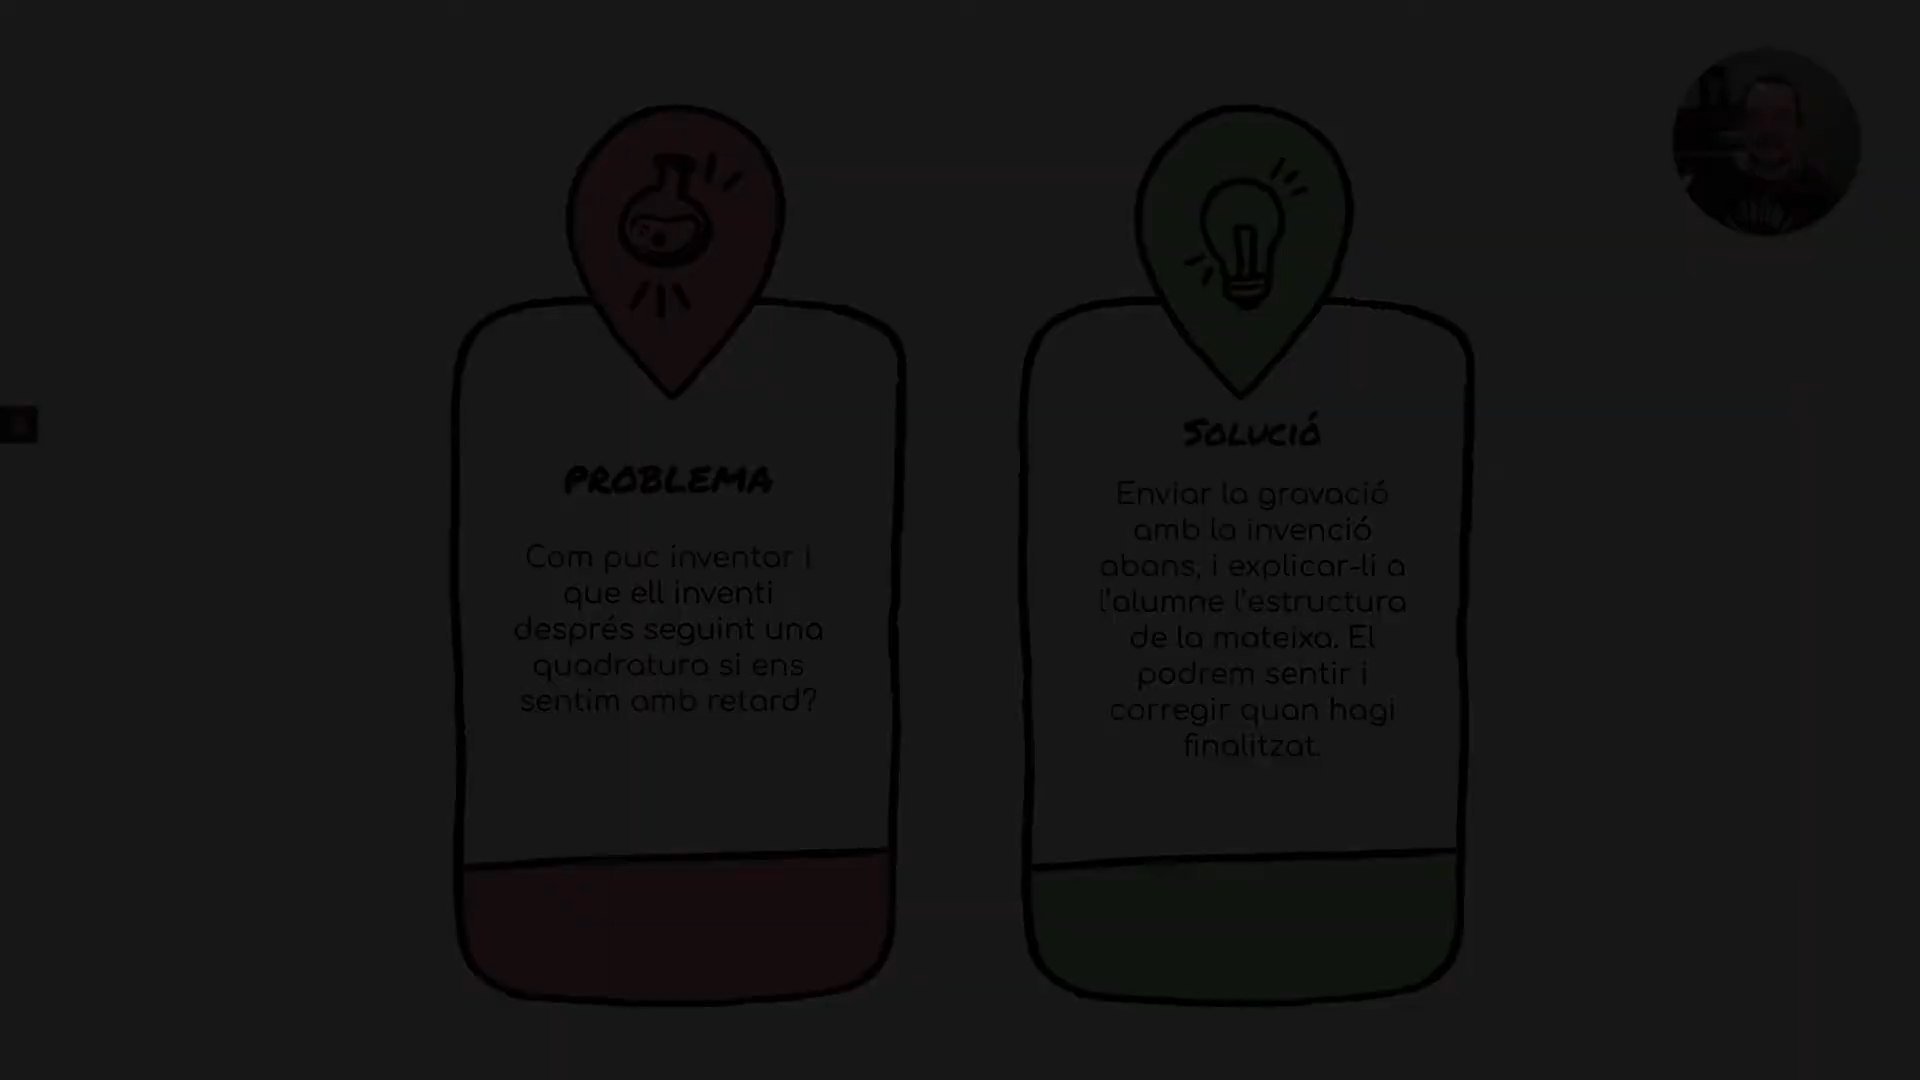 PROBLEMA
Com puc inventar i
que ell inventi
després seguint una
quadratura si ens
sentim amb retard?
Solució
Enviar la gravació
amb la invenció
abans, i explicar-li a
l'alumne l'estructura
de la mateixa. El
podrem sentir i
corregir quan hagi
finalitzat.